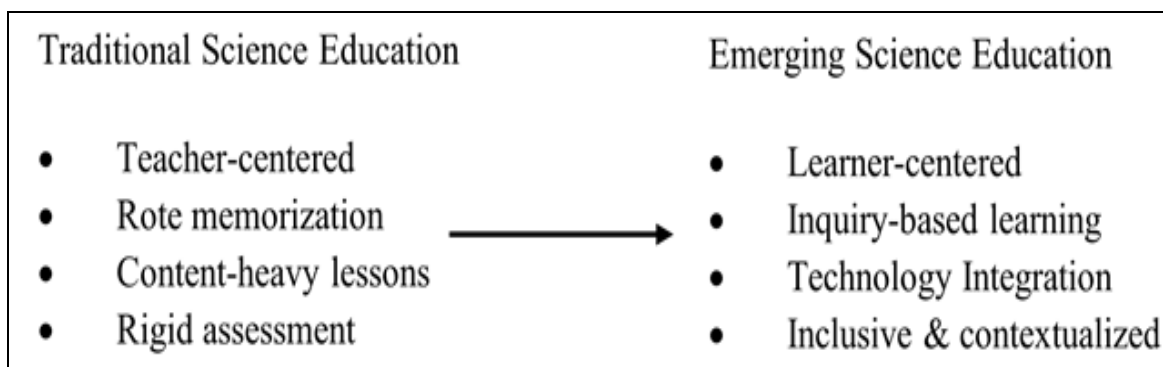 Traditional Science Education
• Teacher-centered
• Rote memorization
• Content-heavy lessons
• Rigid assessment
Emerging Science Education
• Learner-centered
• Inquiry-based learning
• Technology Integration
• Inclusive & contextualized